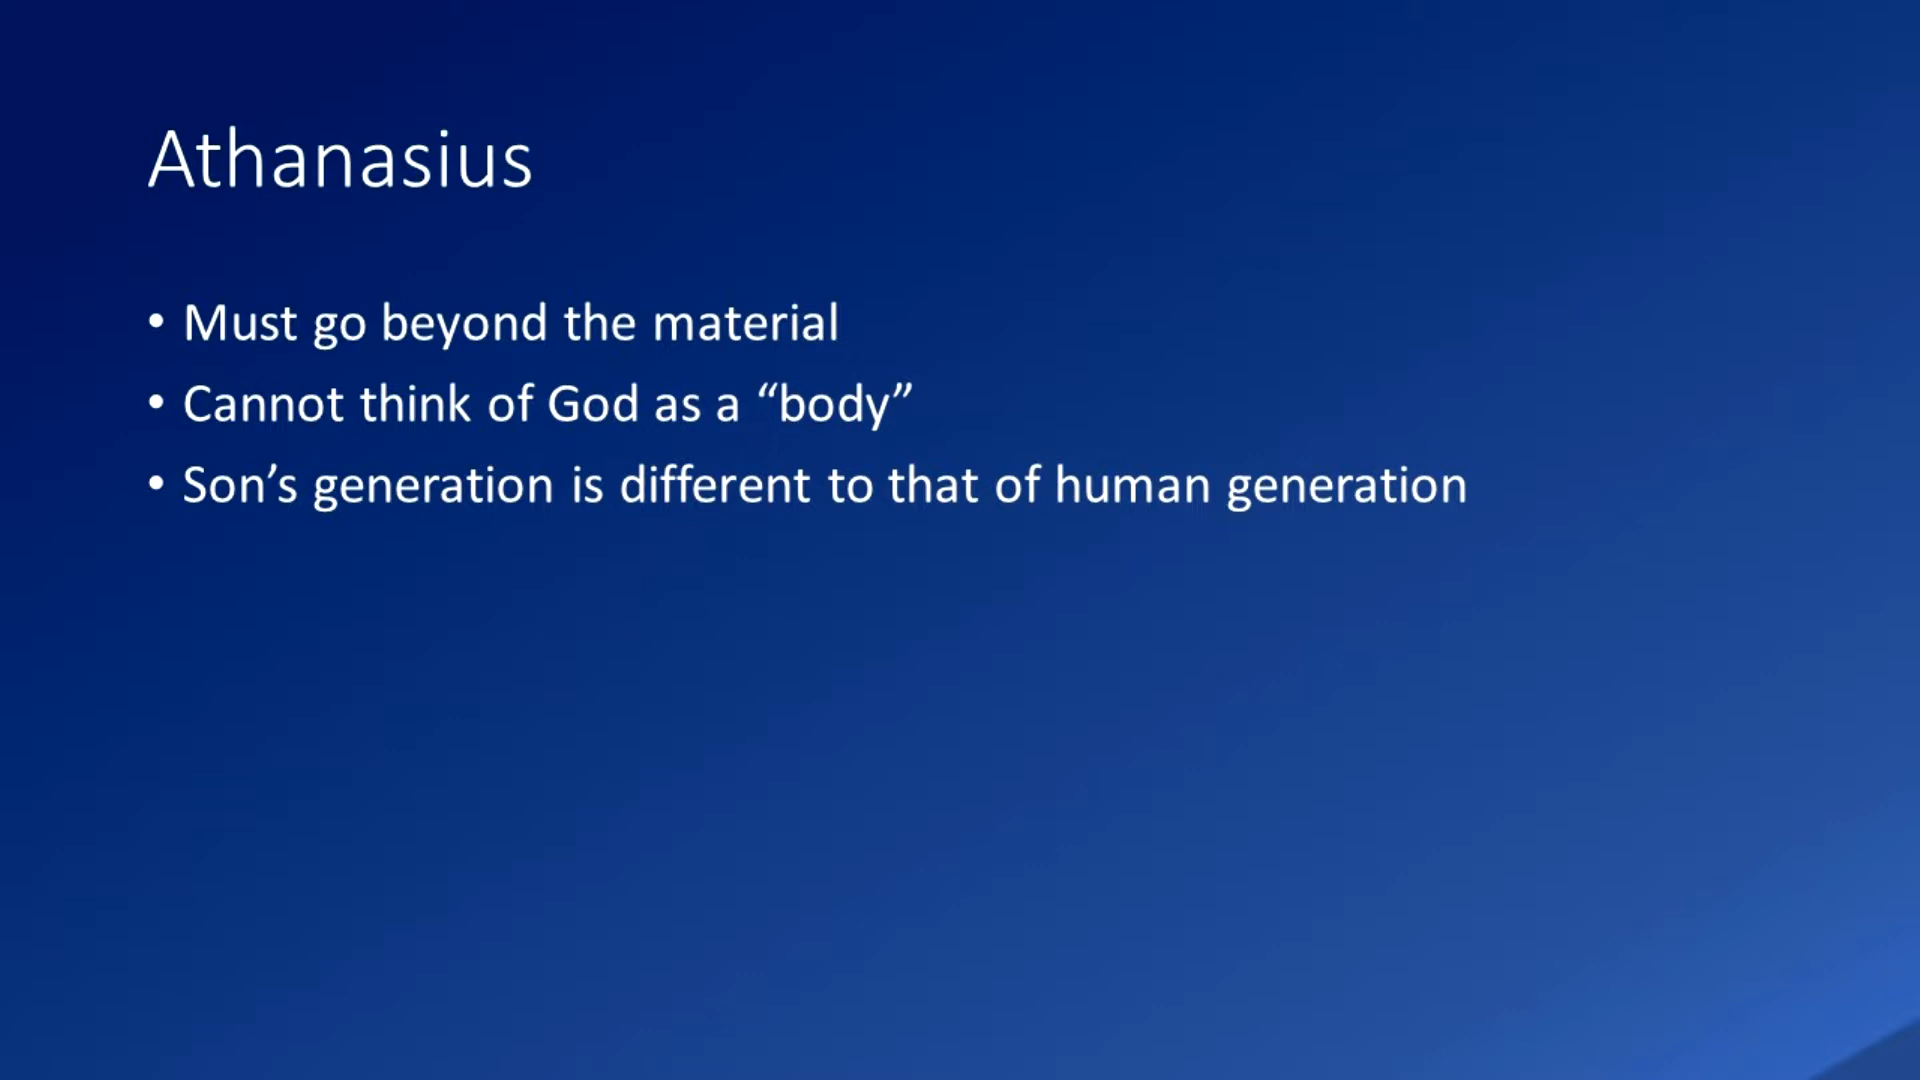 Athanasius
• Must go beyond the material
• Cannot think of God as a “body”
• Son’s generation is different to that of human generation